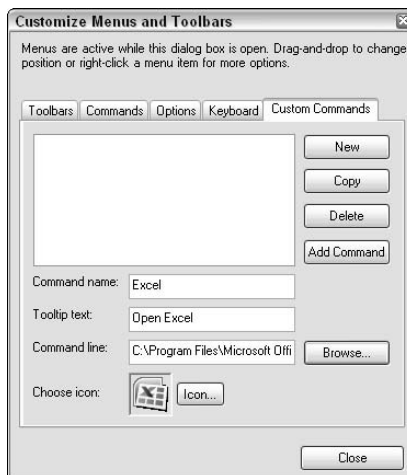 Customize Menus and Toolbars
Menus are active while this dialog box is open. Drag-and-drop to change
position or right-click a menu item for more options.
Toolbars Commands Options Keyboard Custom Commands
New
Copy
Delete
Add Command
Command name: Excel
Tooltip text: Open Excel
Command line: C:\Program Files\Microsoft Offi Browse...
Choose icon: Icon...
Close